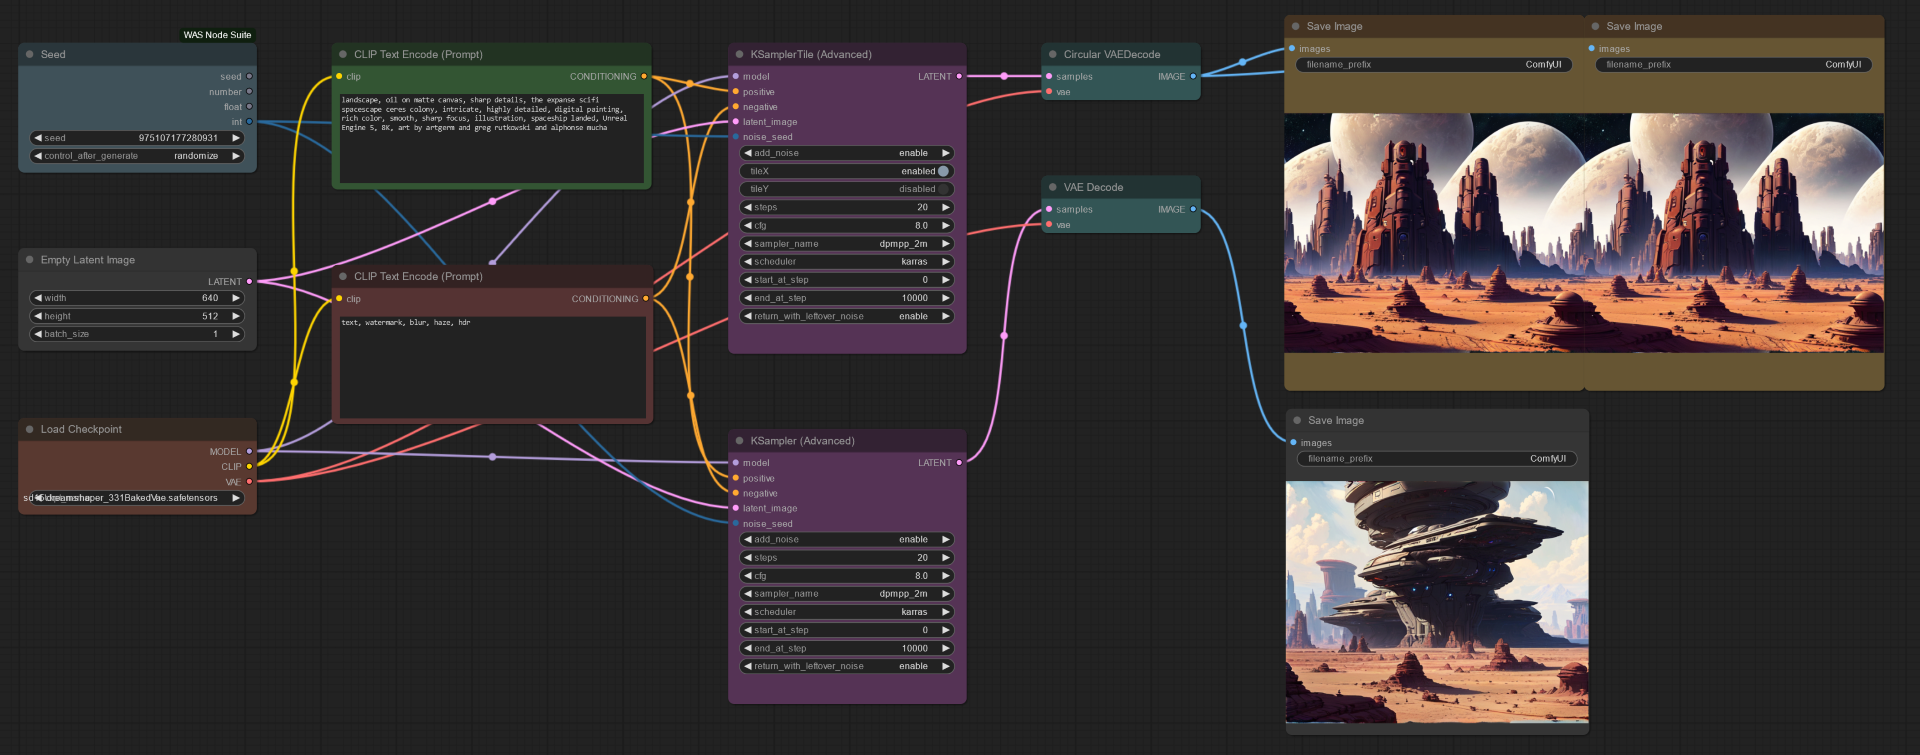 WAS Node Suite
Seed
seed
number
float
int
seed 975107177280931
control_after_generate randomize
Empty Latent Image
LATENT
width 640
height 512
batch_size 1
Load Checkpoint
MODEL
CLIP
VAE
dreamshaper_331BakedVae.safetensors
CLIP Text Encode (Prompt)
clip CONDITIONING
landscape, oil on matte canvas, sharp details, the expanse scifi
spacescape ceres colony, intricate, highly detailed, digital painting,
rich color, smooth, sharp focus, illustration, spaceship landed, Unreal
Engine 5, 8K, art by artgerm and greg rutkowski and alphonse mucha
CLIP Text Encode (Prompt)
clip CONDITIONING
text, watermark, blur, haze, hdr
KSamplerTile (Advanced)
model LATENT
positive
negative
latent_image
noise_seed
add_noise enable
tileX enabled
tileY disabled
steps 20
cfg 8.0
sampler_name dpmpp_2m
scheduler karras
start_at_step 0
end_at_step 10000
return_with_leftover_noise enable
KSampler (Advanced)
model LATENT
positive
negative
latent_image
noise_seed
add_noise enable
steps 20
cfg 8.0
sampler_name dpmpp_2m
scheduler karras
start_at_step 0
end_at_step 10000
return_with_leftover_noise enable
Circular VAEDecode
samples IMAGE
vae
VAE Decode
samples IMAGE
vae
Save Image
images
filename_prefix ComfyUI
Save Image
images
filename_prefix ComfyUI
Save Image
images
filename_prefix ComfyUI